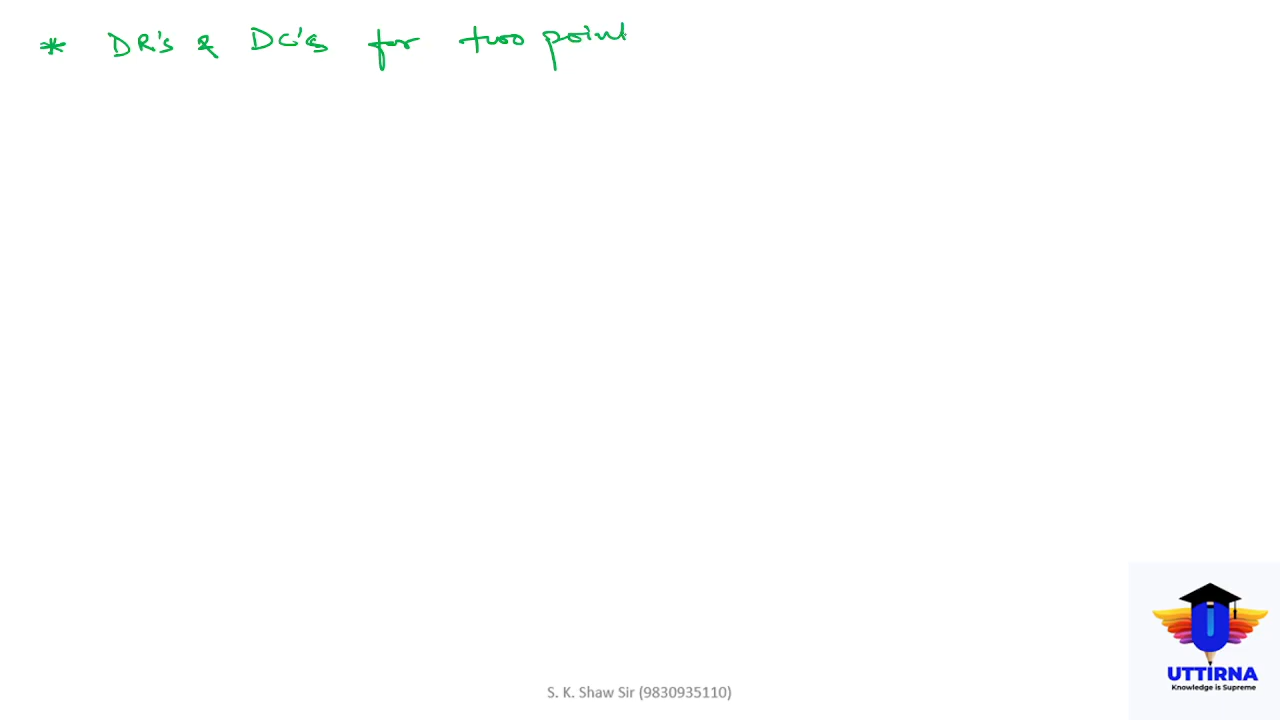 * DR's & DC's for two point
S. K. Shaw Sir (9830935110)
U
UTTIRNA
Knowledge is Supreme